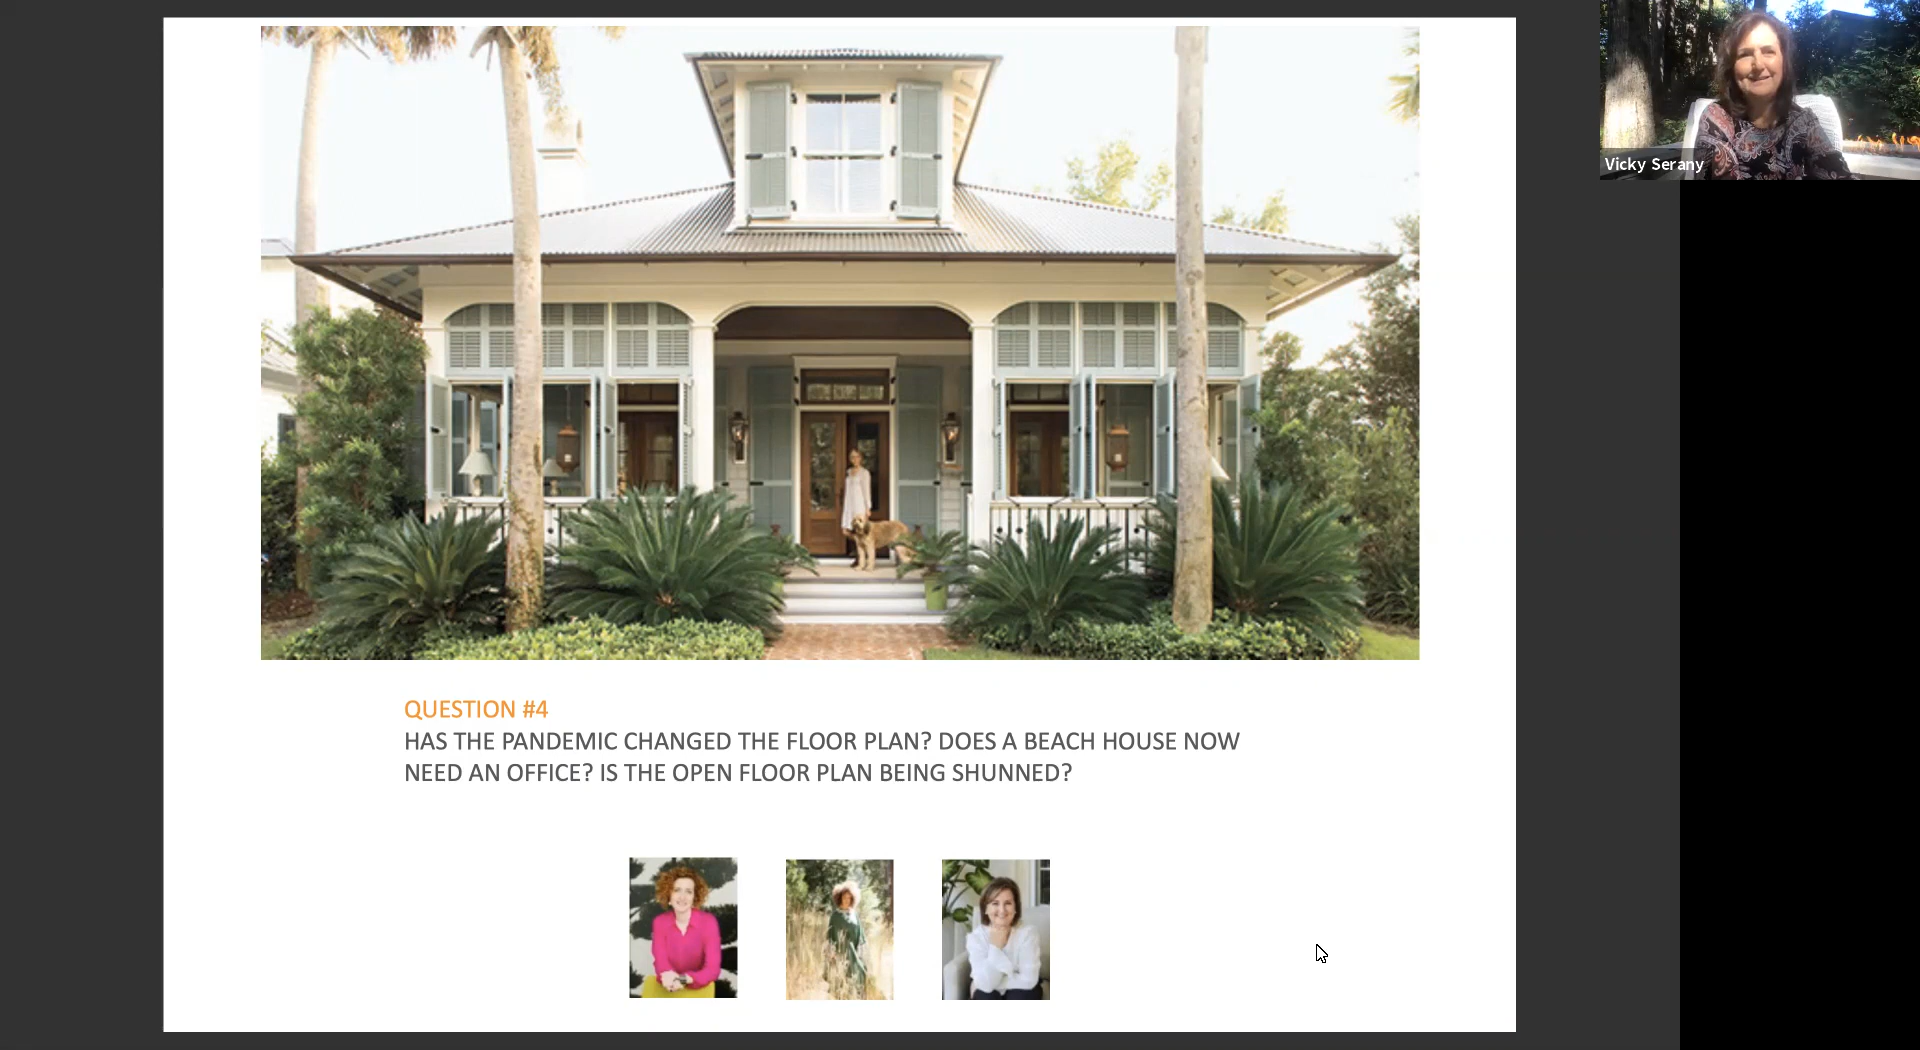 Vicky Serany
QUESTION #4
HAS THE PANDEMIC CHANGED THE FLOOR PLAN? DOES A BEACH HOUSE NOW
NEED AN OFFICE? IS THE OPEN FLOOR PLAN BEING SHUNNED?